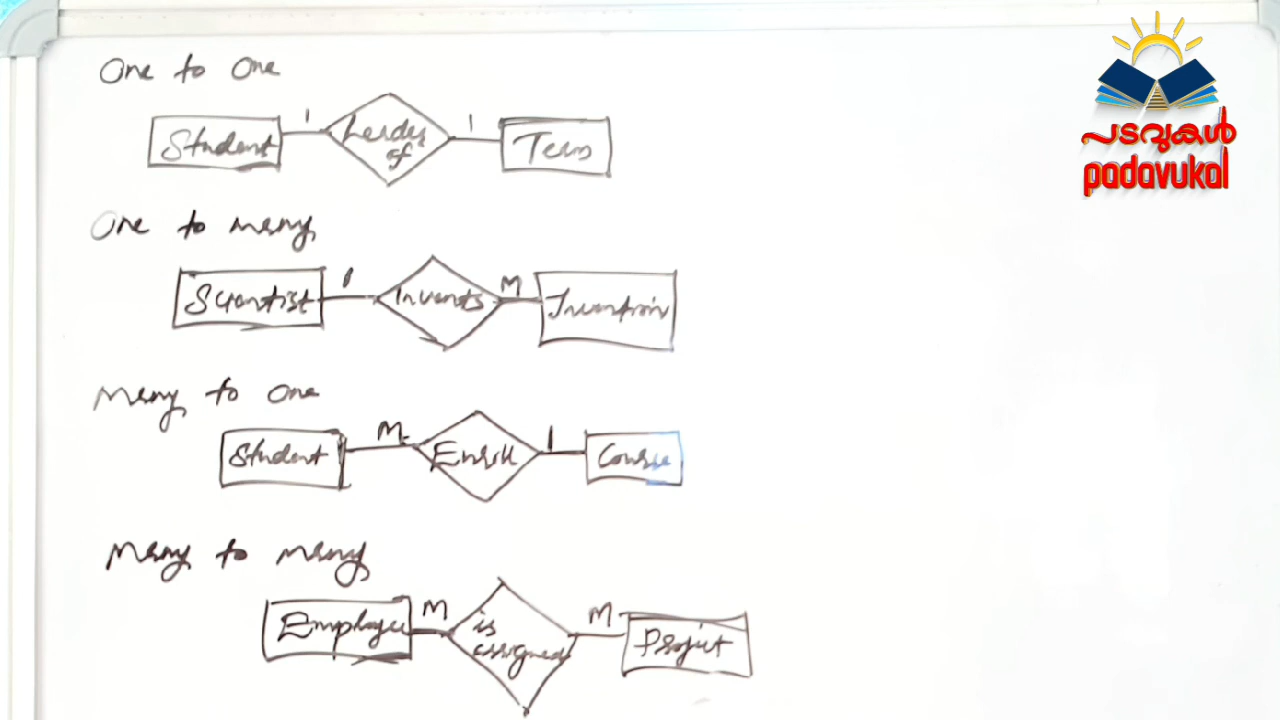 One to One
Student 1 Leader of 1 Team
One to many
Scientist 1 Invents M Invention
Many to One
Student M Enroll 1 Course
Many to many
Employee M is assigned M Project
പടവുകൾ
padavukal